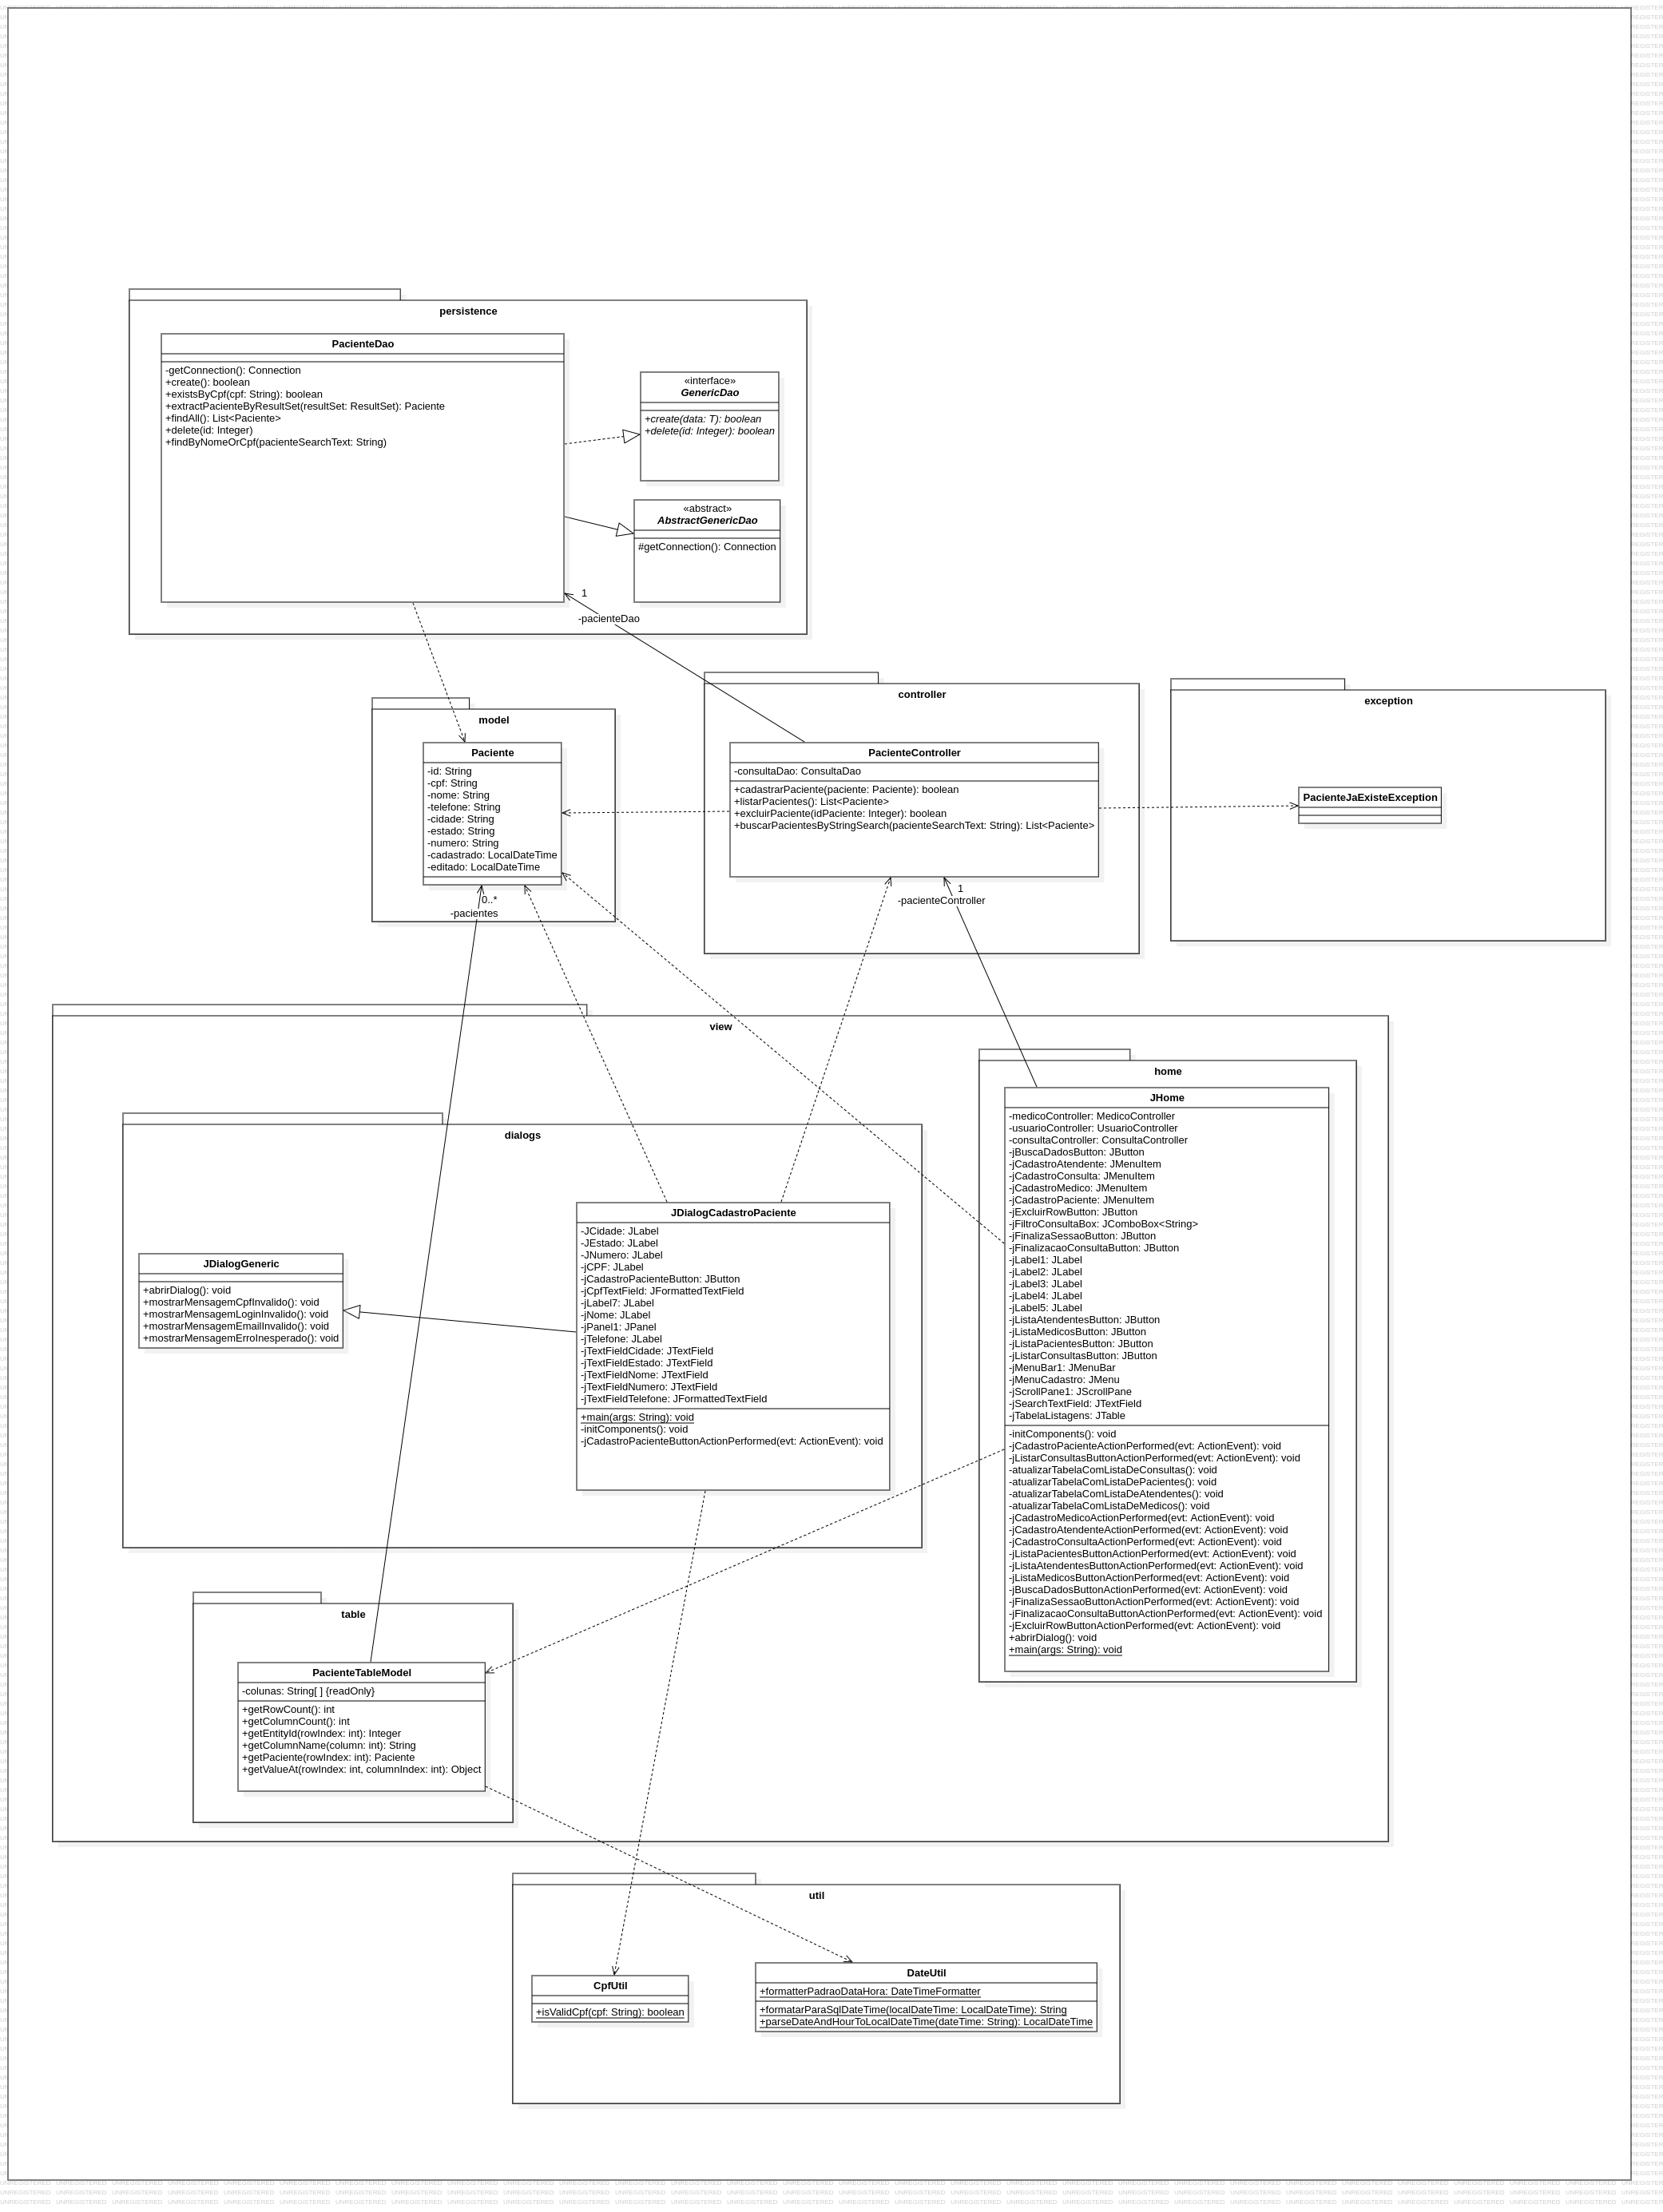 persistence
PacienteDao
-getConnection(): Connection
+create(): boolean
+existsByCpf(cpf: String): boolean
+extractPacienteByResultSet(resultSet: ResultSet): Paciente
+findAll(): List<Paciente>
+delete(id: Integer)
+findByNomeOrCpf(pacienteSearchText: String)
«interface»
GenericDao
+create(data: T): boolean
+delete(id: Integer): boolean
«abstract»
AbstractGenericDao
#getConnection(): Connection
1
-pacienteDao
model
Paciente
-id: String
-cpf: String
-nome: String
-telefone: String
-cidade: String
-estado: String
-numero: String
-cadastrado: LocalDateTime
-editado: LocalDateTime
0..*
-pacientes
controller
PacienteController
-consultaDao: ConsultaDao
+cadastrarPaciente(paciente: Paciente): boolean
+listarPacientes(): List<Paciente>
+excluirPaciente(idPaciente: Integer): boolean
+buscarPacientesByStringSearch(pacienteSearchText: String): List<Paciente>
1
-pacienteController
exception
PacienteJaExisteException
view
dialogs
JDialogGeneric
+abrirDialog(): void
+mostrarMensagemCpfInvalido(): void
+mostrarMensagemLoginInvalido(): void
+mostrarMensagemEmailInvalido(): void
+mostrarMensagemErroInesperado(): void
JDialogCadastroPaciente
-JCidade: JLabel
-JEstado: JLabel
-JNumero: JLabel
-jCPF: JLabel
-jCadastroPacienteButton: JButton
-jCpfTextField: JFormattedTextField
-jLabel7: JLabel
-jNome: JLabel
-jPanel1: JPanel
-jTelefone: JLabel
-jTextFieldCidade: JTextField
-jTextFieldEstado: JTextField
-jTextFieldNome: JTextField
-jTextFieldNumero: JTextField
-jTextFieldTelefone: JFormattedTextField
+main(args: String): void
-initComponents(): void
-jCadastroPacienteButtonActionPerformed(evt: ActionEvent): void
home
JHome
-medicoController: MedicoController
-usuarioController: UsuarioController
-consultaController: ConsultaController
-jBuscaDadosButton: JButton
-jCadastroAtendente: JMenuItem
-jCadastroConsulta: JMenuItem
-jCadastroMedico: JMenuItem
-jCadastroPaciente: JMenuItem
-jExcluirRowButton: JButton
-jFiltroConsultaBox: JComboBox<String>
-jFinalizaSessaoButton: JButton
-jFinalizacaoConsultaButton: JButton
-jLabel1: JLabel
-jLabel2: JLabel
-jLabel3: JLabel
-jLabel4: JLabel
-jLabel5: JLabel
-jListaAtendentesButton: JButton
-jListaMedicosButton: JButton
-jListaPacientesButton: JButton
-jListarConsultasButton: JButton
-jMenuBar1: JMenuBar
-jMenuCadastro: JMenu
-jScrollPane1: JScrollPane
-jSearchTextField: JTextField
-jTabelaListagens: JTable
-initComponents(): void
-jCadastroPacienteActionPerformed(evt: ActionEvent): void
-jListarConsultasButtonActionPerformed(evt: ActionEvent): void
-atualizarTabelaComListaDeConsultas(): void
-atualizarTabelaComListaDePacientes(): void
-atualizarTabelaComListaDeAtendentes(): void
-atualizarTabelaComListaDeMedicos(): void
-jCadastroMedicoActionPerformed(evt: ActionEvent): void
-jCadastroAtendenteActionPerformed(evt: ActionEvent): void
-jCadastroConsultaActionPerformed(evt: ActionEvent): void
-jListaPacientesButtonActionPerformed(evt: ActionEvent): void
-jListaAtendentesButtonActionPerformed(evt: ActionEvent): void
-jListaMedicosButtonActionPerformed(evt: ActionEvent): void
-jBuscaDadosButtonActionPerformed(evt: ActionEvent): void
-jFinalizaSessaoButtonActionPerformed(evt: ActionEvent): void
-jFinalizacaoConsultaButtonActionPerformed(evt: ActionEvent): void
-jExcluirRowButtonActionPerformed(evt: ActionEvent): void
+abrirDialog(): void
+main(args: String): void
table
PacienteTableModel
-colunas: String[ ] {readOnly}
+getRowCount(): int
+getColumnCount(): int
+getEntityId(rowIndex: int): Integer
+getColumnName(column: int): String
+getPaciente(rowIndex: int): Paciente
+getValueAt(rowIndex: int, columnIndex: int): Object
util
CpfUtil
+isValidCpf(cpf: String): boolean
DateUtil
+formatterPadraoDataHora: DateTimeFormatter
+formatarParaSqlDateTime(localDateTime: LocalDateTime): String
+parseDateAndHourToLocalDateTime(dateTime: String): LocalDateTime